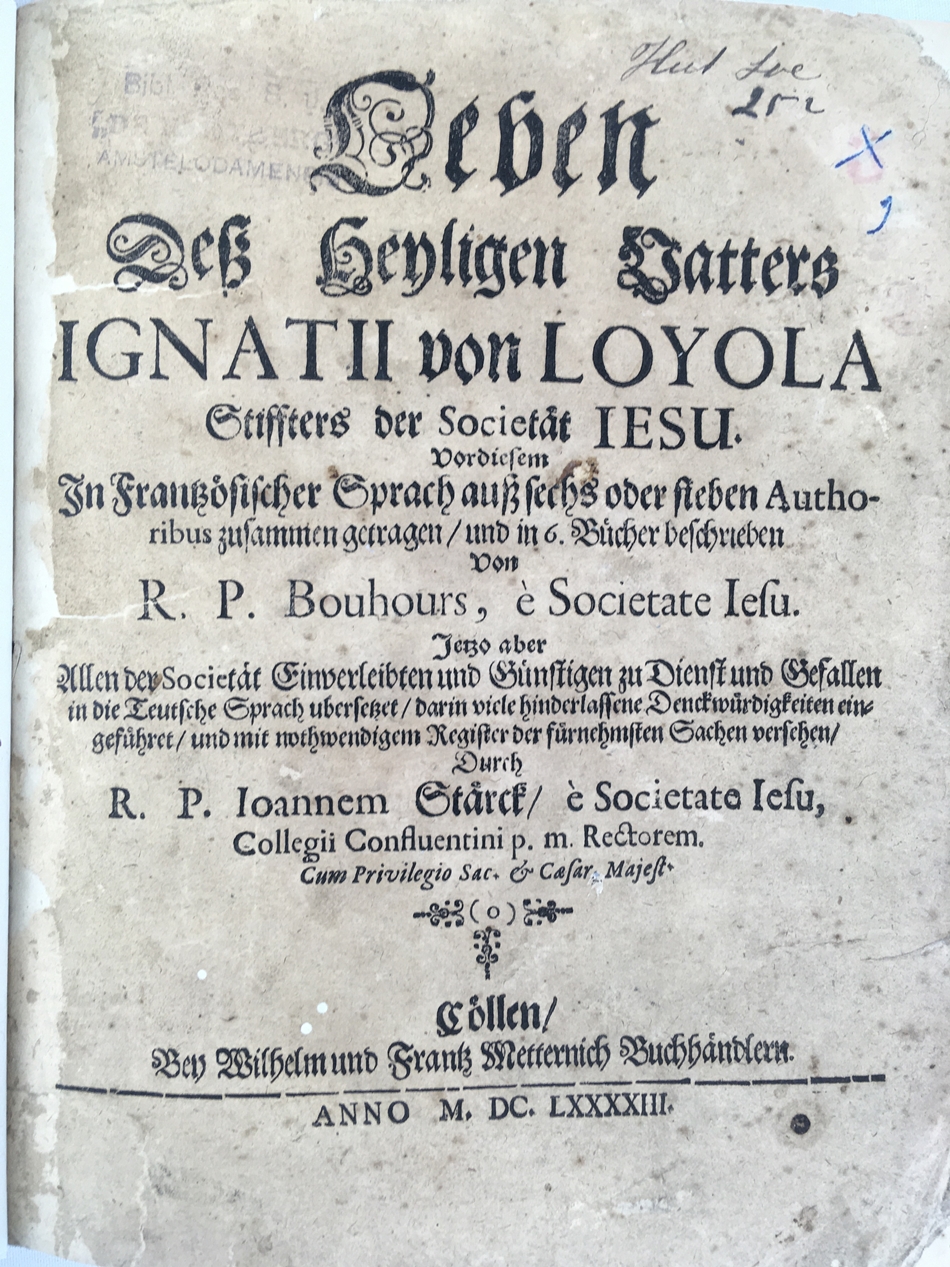 Hist Soc
252
AMSTELODAMENSIS
Leben
Deß Heyligen Vatters
IGNATII von LOYOLA
Stiffters der Societät IESU.
Vordiesem
In Frantzösischer Sprach auß sechs oder sieben Autho-
ribus zusammen getragen / und in 6. Bücher beschrieben
Von
R. P. Bouhours, è Societate Iesu.
Jetzo aber
Allen der Societät Einverleibten und Günstigen zu Dienst und Gefallen
in die Teutsche Sprach ubersetzet / darin viele hinderlassene Denckwürdigkeiten ein-
geführet / und mit nothwendigem Register der fürnehmsten Sachen versehen /
Durch
R. P. Ioannem Stärck / è Societate Iesu,
Collegii Confluentini p. m. Rectorem.
Cum Privilegio Sac. & Cæsar. Majest.
(o)
Cöllen /
Bey Wilhelm und Frantz Metternich Buchhändlern.
ANNO M. DC. LXXXXIII.